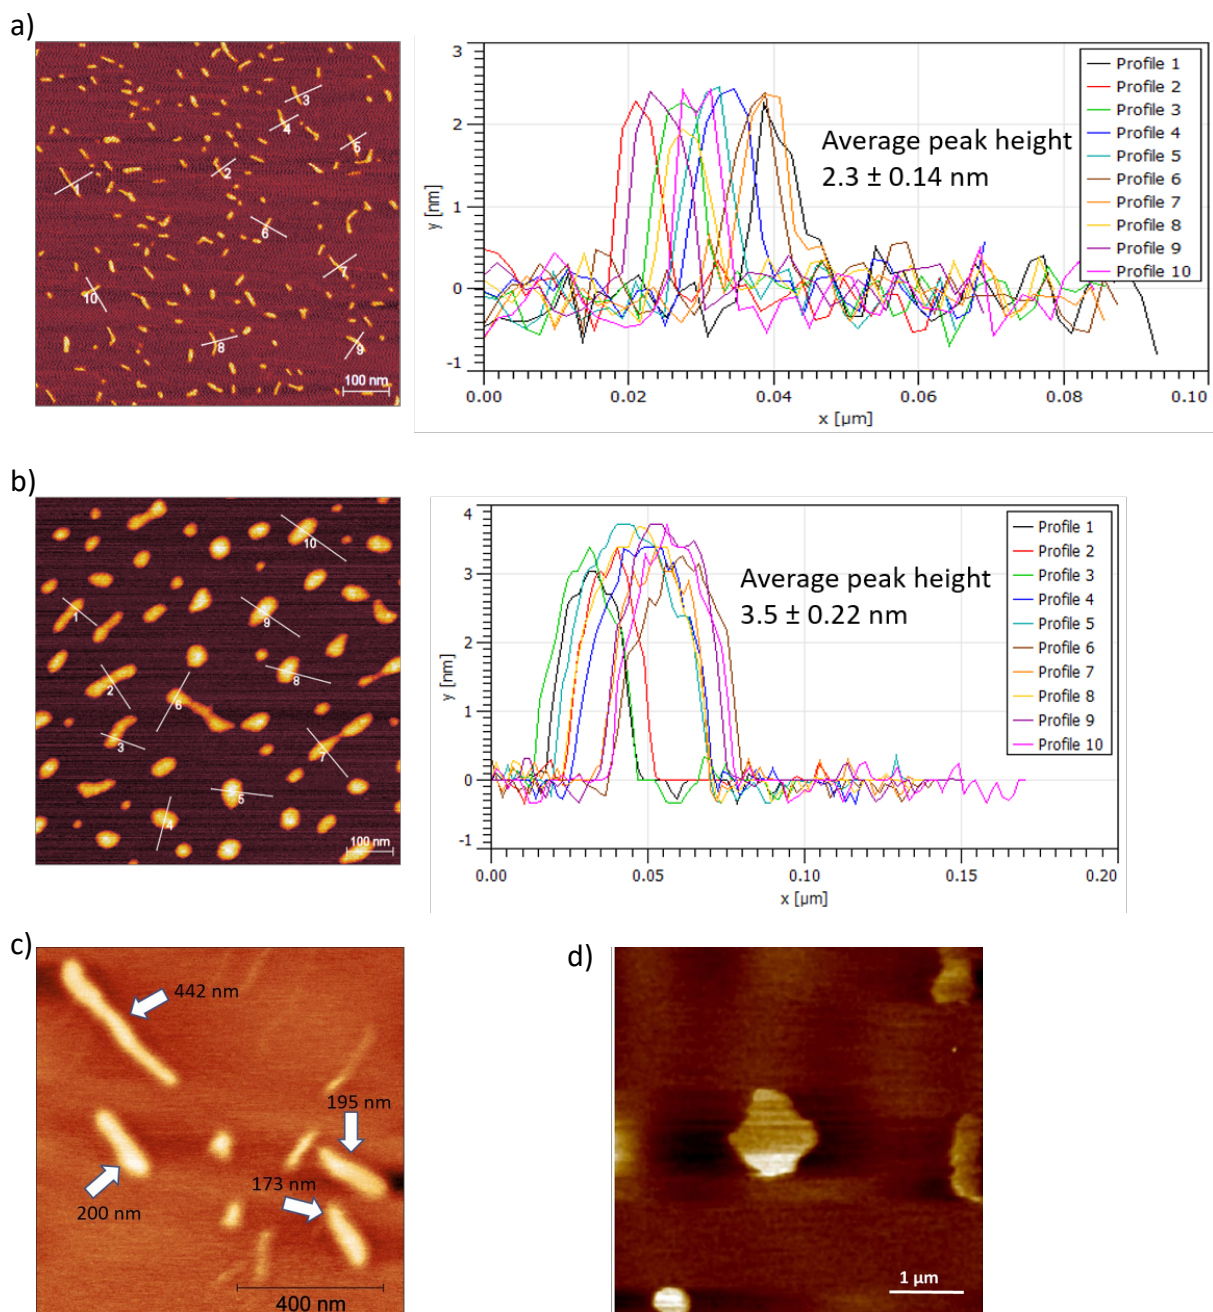 a)
3
4
5
2
1
6
7
10
8
9
100 nm
3
2
1
0
-1
y [nm]
0.00 0.02 0.04 0.06 0.08 0.10
x [µm]
Average peak height
2.3 ± 0.14 nm
Profile 1
Profile 2
Profile 3
Profile 4
Profile 5
Profile 6
Profile 7
Profile 8
Profile 9
Profile 10
b)
10
1
9
8
2
6
3
7
5
4
100 nm
4
3
2
1
0
-1
y [nm]
0.00 0.05 0.10 0.15 0.20
x [µm]
Average peak height
3.5 ± 0.22 nm
Profile 1
Profile 2
Profile 3
Profile 4
Profile 5
Profile 6
Profile 7
Profile 8
Profile 9
Profile 10
c)
442 nm
195 nm
173 nm
200 nm
400 nm
d)
1 µm